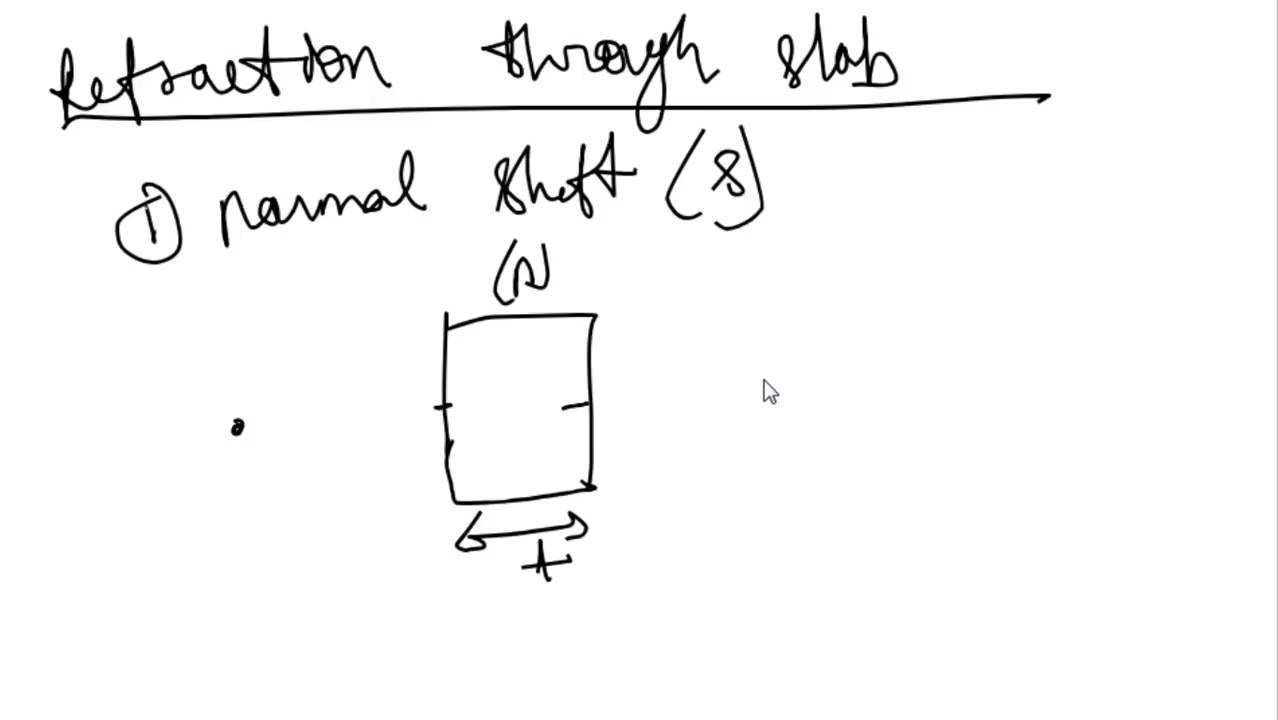 Refraction through slab
① normal shift (S)
t